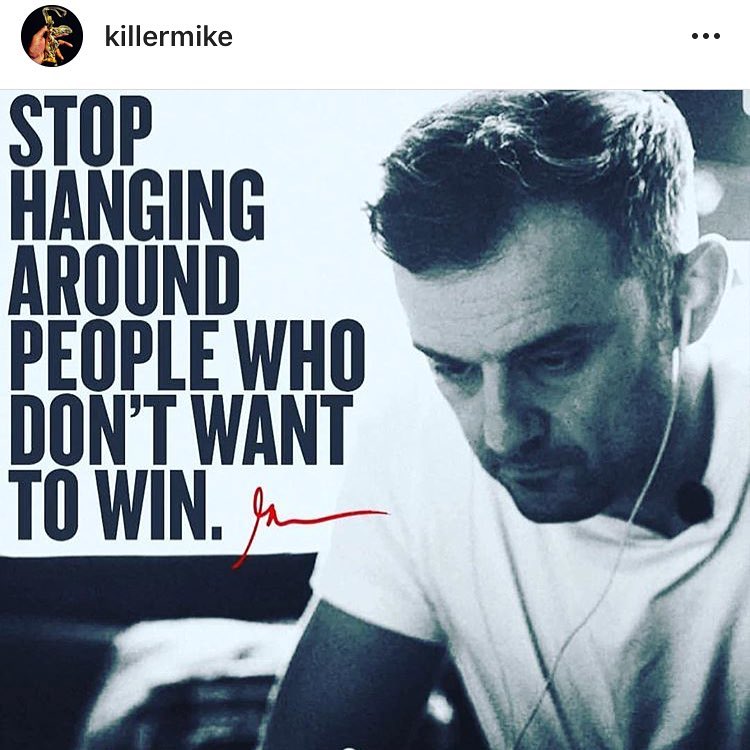 killermike
STOP
HANGING
AROUND
PEOPLE WHO
DON'T WANT
TO WIN.